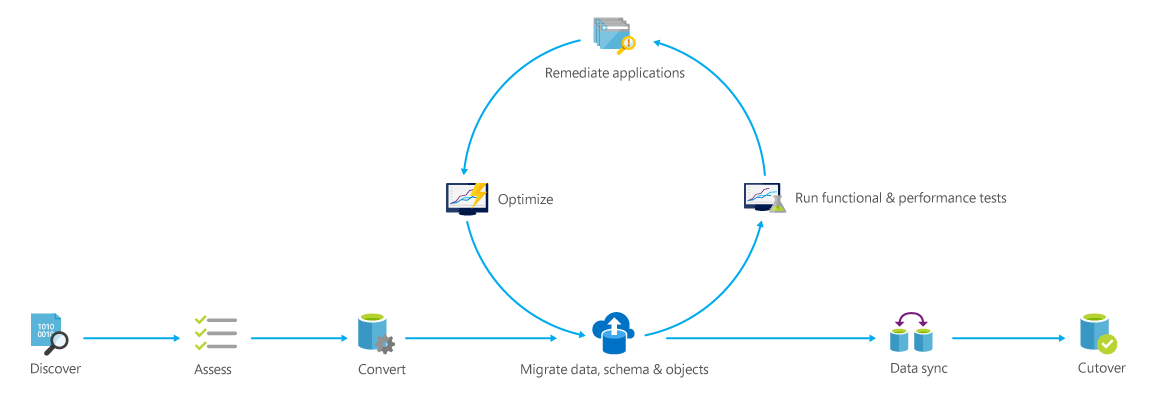 Remediate applications
Optimize
Run functional & performance tests
1010
0010
Discover
Assess
Convert
Migrate data, schema & objects
Data sync
Cutover